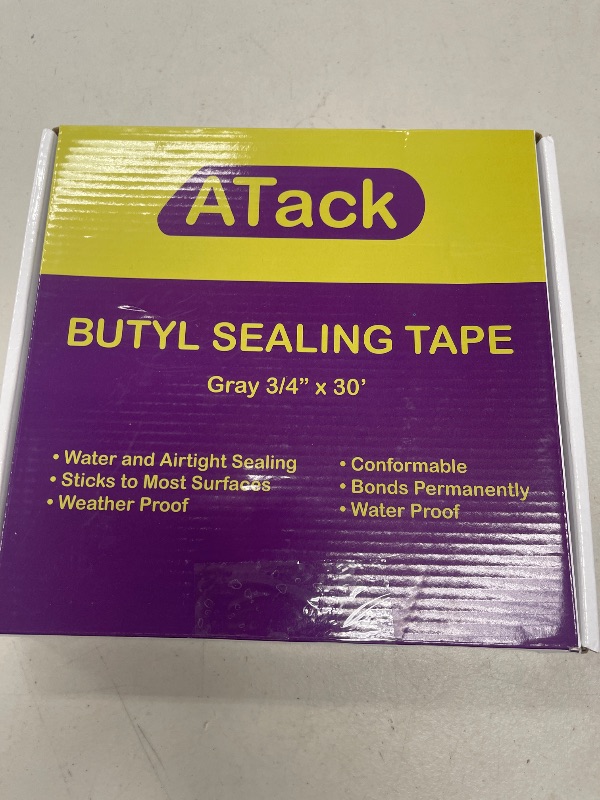 ATack
BUTYL SEALING TAPE
Gray 3/4” x 30’
• Water and Airtight Sealing
• Sticks to Most Surfaces
• Weather Proof
• Conformable
• Bonds Permanently
• Water Proof